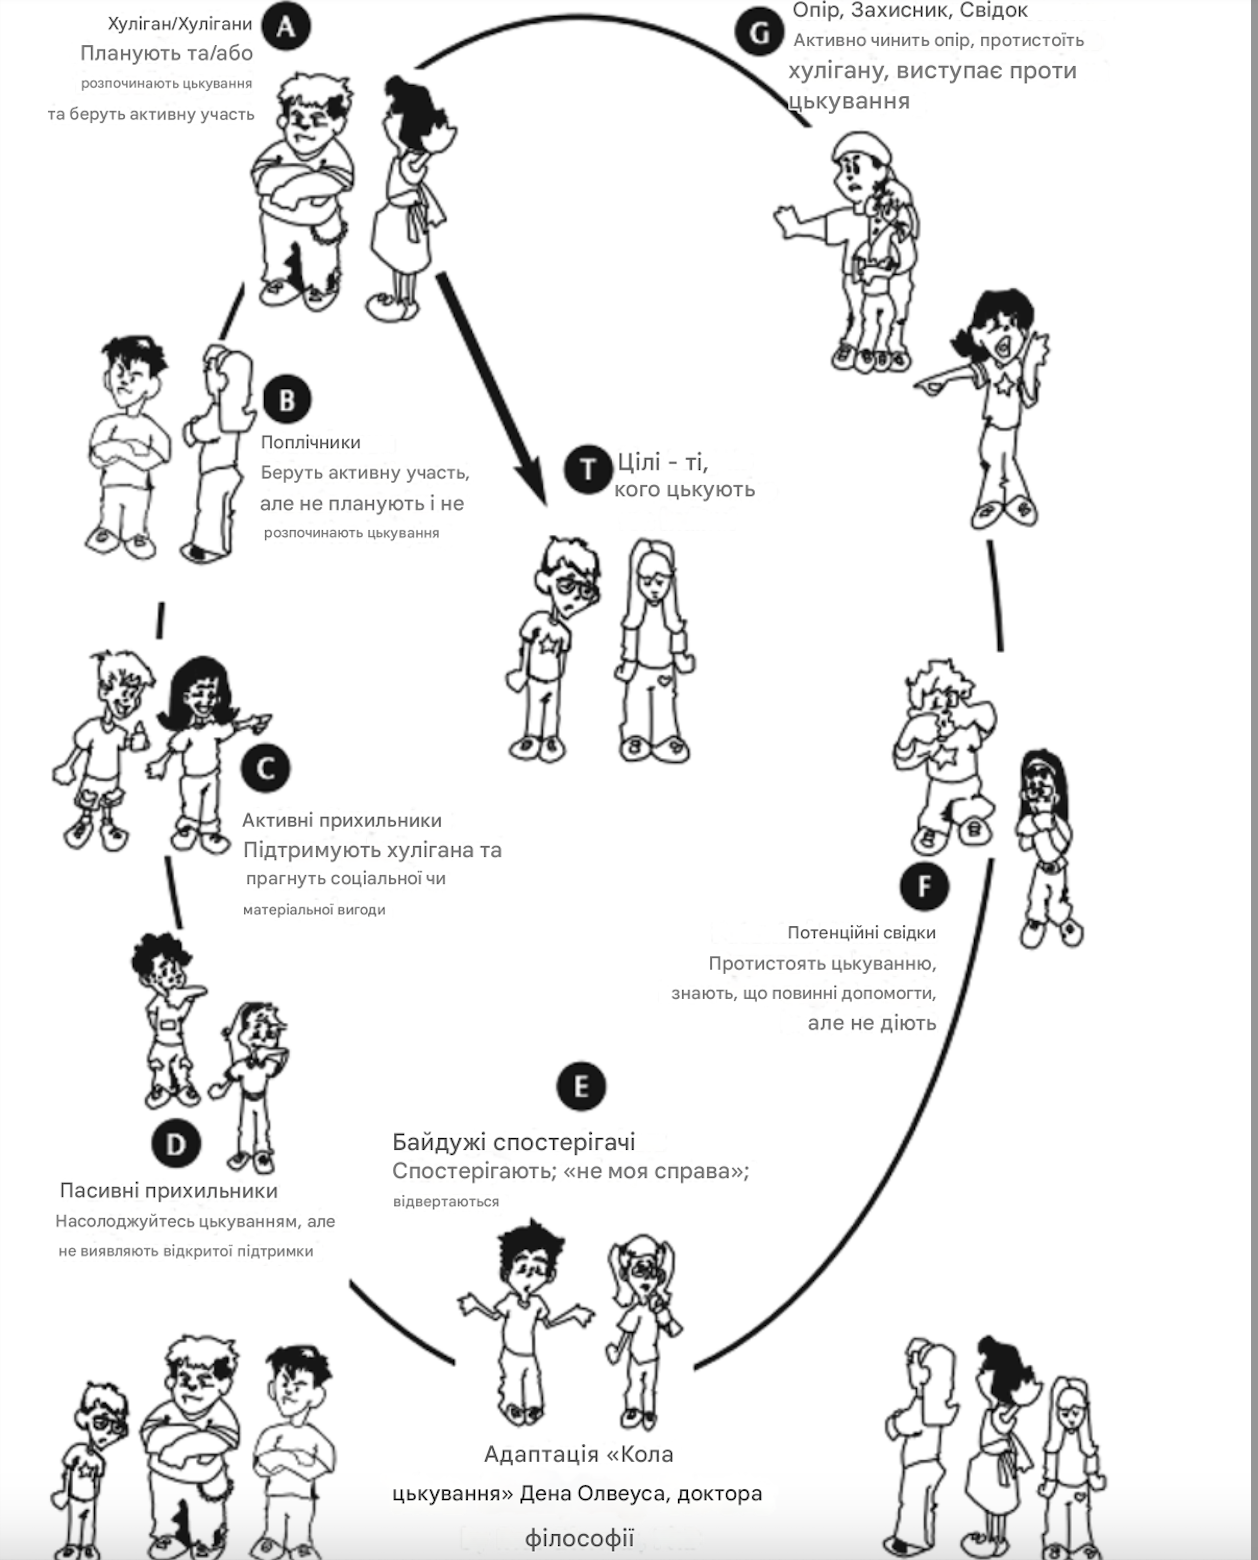 A
Хуліган/Хулігани
Планують та/або
розпочинають цькування
та беруть активну участь
G
Опір, Захисник, Свідок
Активно чинить опір, протистоїть
хулігану, виступає проти
цькування
B
Поплічники
Беруть активну участь,
але не планують і не
розпочинають цькування
T
Цілі - ті,
кого цькують
C
Активні прихильники
Підтримують хулігана та
прагнуть соціальної чи
матеріальної вигоди
F
Потенційні свідки
Протистоять цькуванню,
знають, що повинні допомогти,
але не діють
D
Пасивні прихильники
Насолоджуйтесь цькуванням, але
не виявляють відкритої підтримки
E
Байдужі спостерігачі
Спостерігають; «не моя справа»;
відвертаються
Адаптація «Кола
цькування» Дена Олвеуса, доктора
філософії